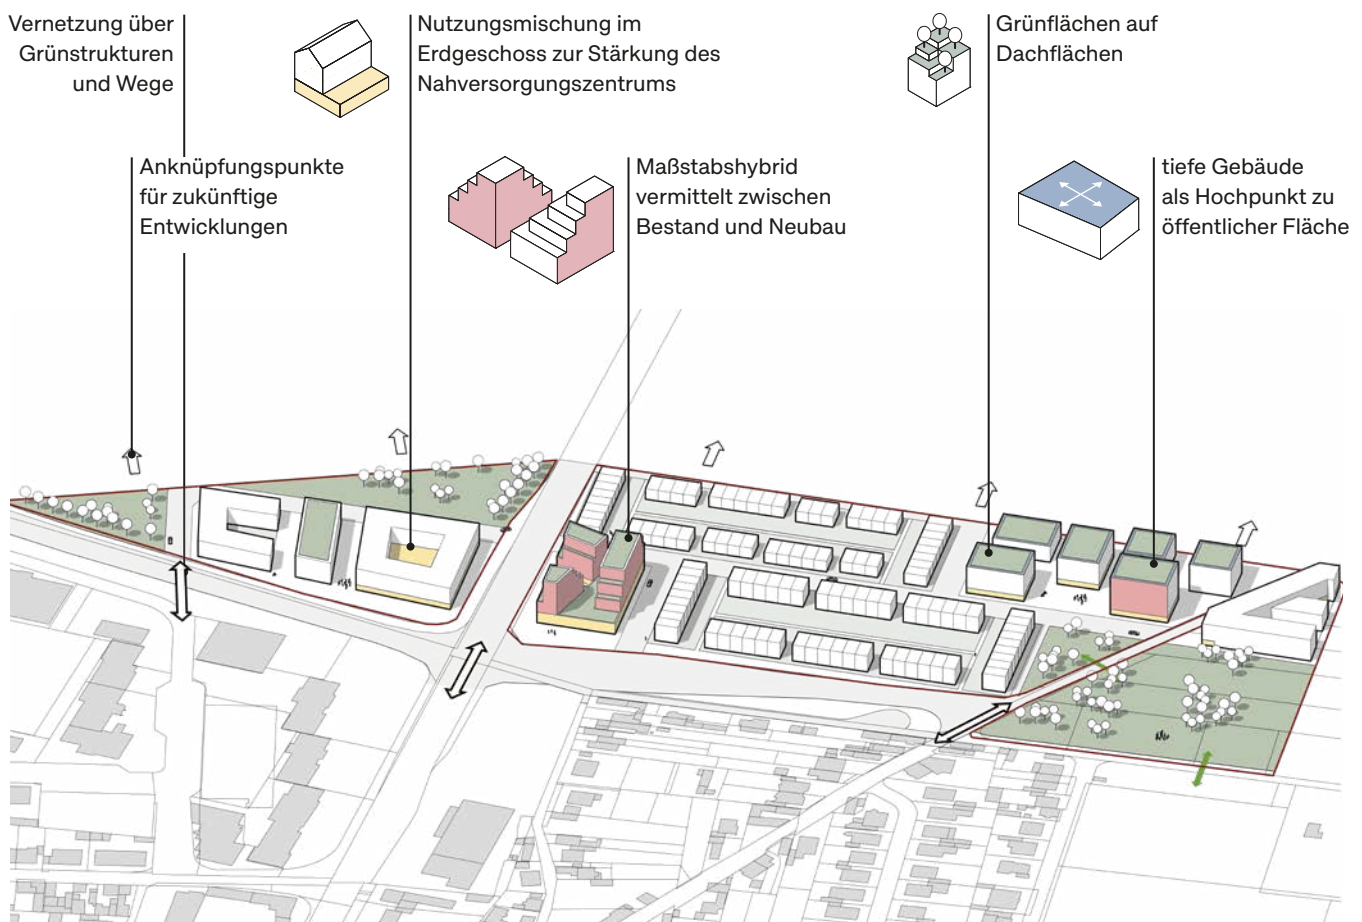 Vernetzung über
Grünstrukturen
und Wege
Nutzungsmischung im
Erdgeschoss zur Stärkung des
Nahversorgungszentrums
Grünflächen auf
Dachflächen
Anknüpfungspunkte
für zukünftige
Entwicklungen
Maßstabshybrid
vermittelt zwischen
Bestand und Neubau
tiefe Gebäude
als Hochpunkt zu
öffentlicher Fläche